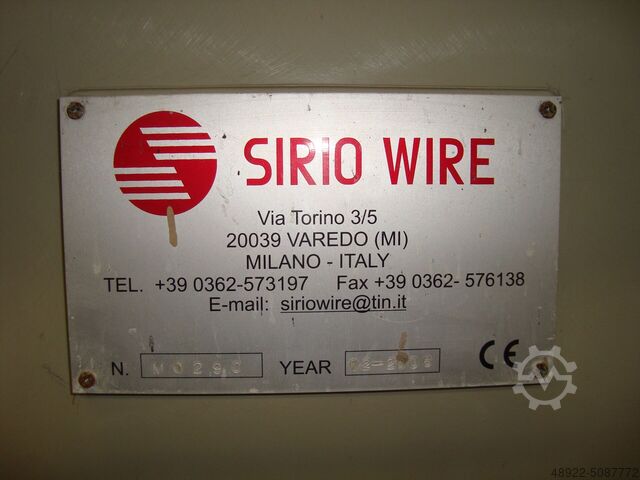 SIRIO WIRE
Via Torino 3/5
20039 VAREDO (MI)
MILANO - ITALY
TEL. +39 0362-573197 Fax +39 0362- 576138
E-mail: siriowire@tin.it
N. YEAR CE
48922-5087772